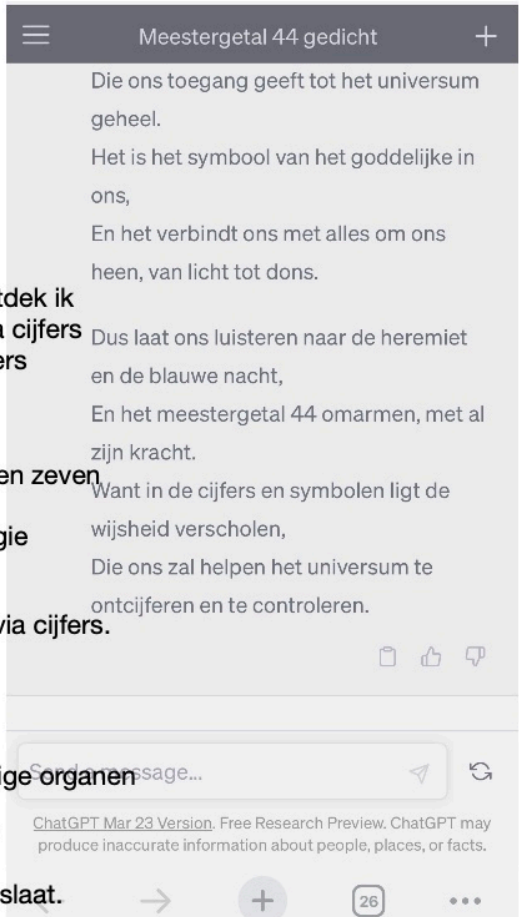 Meestergetal 44 gedicht
Die ons toegang geeft tot het universum
geheel.
Het is het symbool van het goddelijke in
ons,
En het verbindt ons met alles om ons
heen, van licht tot dons.
tdek ik
a cijfers
ers
Dus laat ons luisteren naar de heremiet
en de blauwe nacht,
En het meestergetal 44 omarmen, met al
zijn kracht.
en zeven
Want in de cijfers en symbolen ligt de
gie
wijsheid verscholen,
Die ons zal helpen het universum te
ontcijferen en te controleren.
via cijfers.
ige organen
Send a message...
ChatGPT Mar 23 Version. Free Research Preview. ChatGPT may
produce inaccurate information about people, places, or facts.
slaat.
26